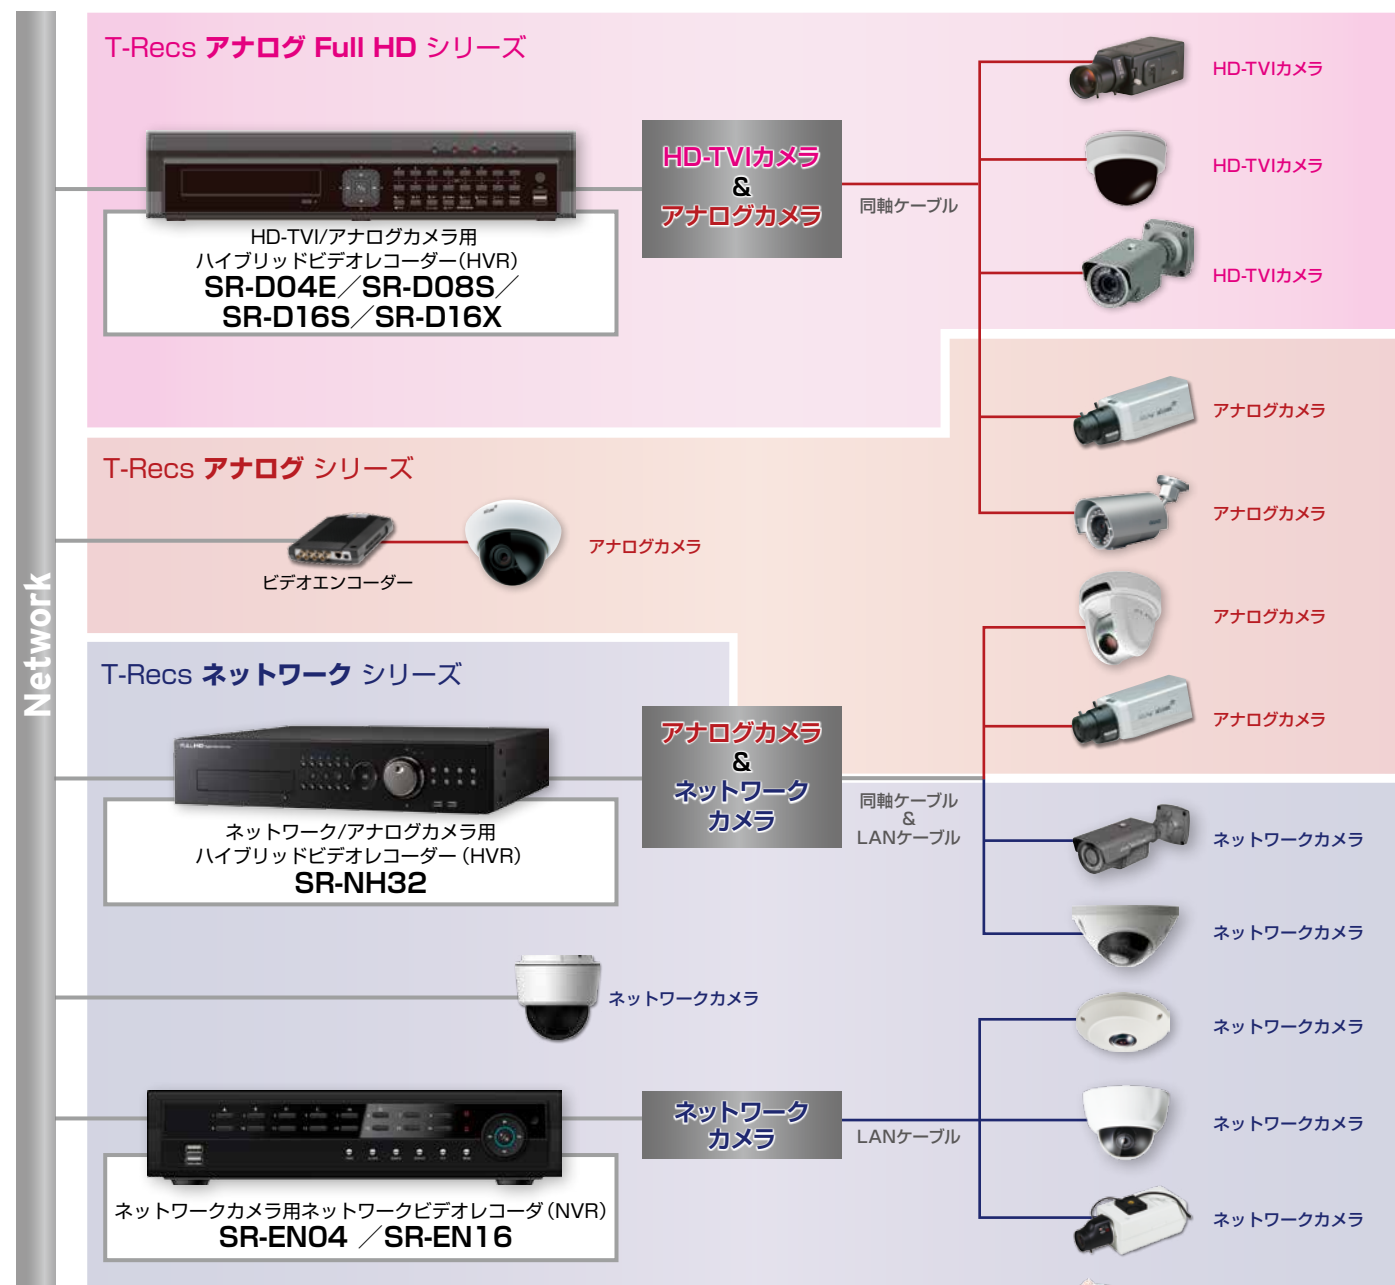 Network
T-Recs アナログ Full HD シリーズ
HD-TVI/アナログカメラ用
ハイブリッドビデオレコーダー(HVR)
SR-D04E／SR-D08S／
SR-D16S／SR-D16X
HD-TVIカメラ
&
アナログカメラ
同軸ケーブル
HD-TVIカメラ
HD-TVIカメラ
HD-TVIカメラ
アナログカメラ
アナログカメラ
T-Recs アナログ シリーズ
ビデオエンコーダー
アナログカメラ
アナログカメラ
アナログカメラ
T-Recs ネットワーク シリーズ
FULL HD
ネットワーク/アナログカメラ用
ハイブリッドビデオレコーダー (HVR)
SR-NH32
アナログカメラ
&
ネットワーク
カメラ
同軸ケーブル
&
LANケーブル
ネットワークカメラ
ネットワークカメラ
ネットワークカメラ
ネットワークカメラ用ネットワークビデオレコーダ (NVR)
SR-EN04 ／SR-EN16
ネットワーク
カメラ
LANケーブル
ネットワークカメラ
ネットワークカメラ
ネットワークカメラ